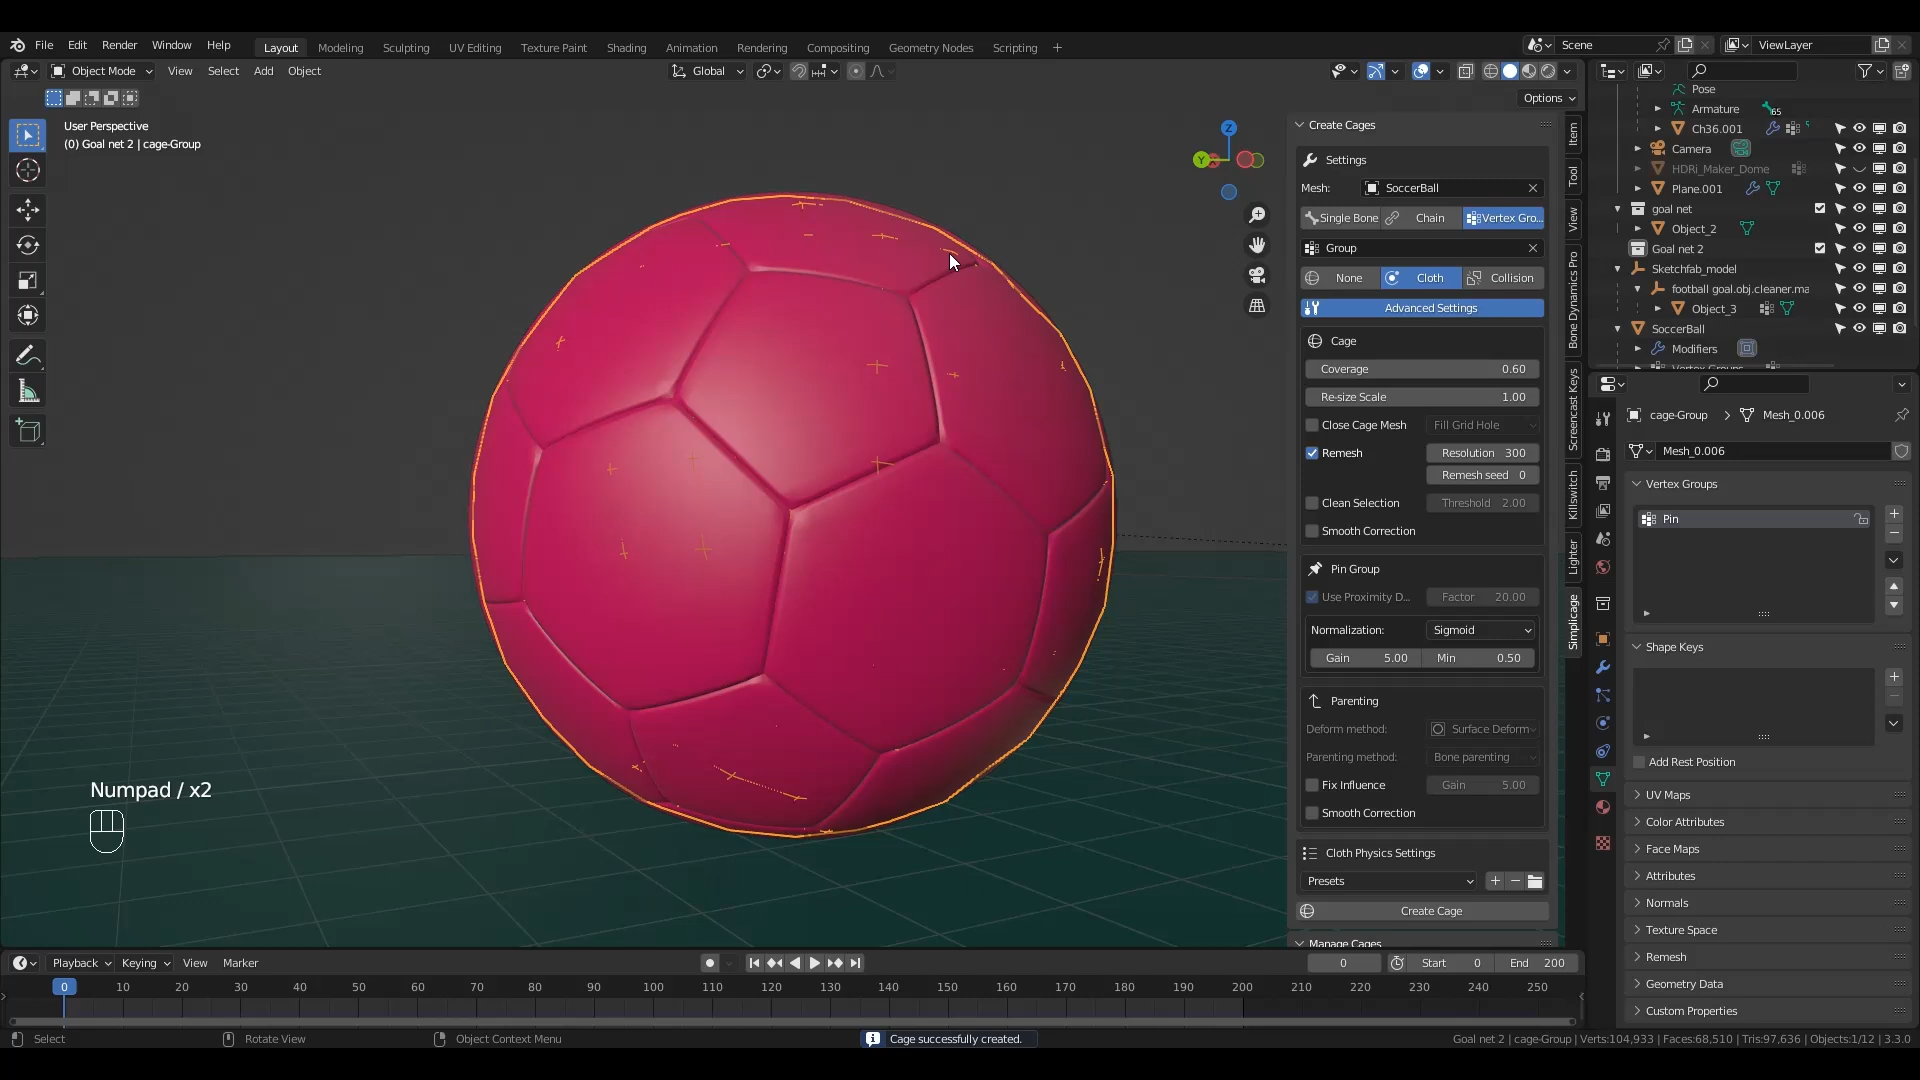 File Edit Render Window Help Layout Modeling Sculpting UV Editing Texture Paint Shading Animation Rendering Compositing Geometry Nodes Scripting + Scene ViewLayer
Object Mode View Select Add Object Global
Options
User Perspective
(0) Goal net 2 | cage-Group
Z
Y
Create Cages
Settings
Mesh: SoccerBall
Single Bone Chain Vertex Gro...
Group
None Cloth Collision
Advanced Settings
Cage
Coverage 0.60
Re-size Scale 1.00
Close Cage Mesh Fill Grid Hole
Remesh Resolution 300
Remesh seed 0
Clean Selection Threshold 2.00
Smooth Correction
Pin Group
Use Proximity D... Factor 20.00
Normalization: Sigmoid
Gain 5.00 Min 0.50
Parenting
Deform method: Surface Deform
Parenting method: Bone parenting
Fix Influence Gain 5.00
Smooth Correction
Cloth Physics Settings
Presets
Create Cage
Manage Cages
Item
Tool
View
Bone Dynamics Pro
Screencast Keys
Killswitch
Lighter
Simplicage
Pose
Armature 65
Ch36.001
Camera
HDRi_Maker_Dome
Plane.001
goal net
Object_2
Goal net 2
Sketchfab_model
football goal.obj.cleaner.ma
Object_3
SoccerBall
Modifiers
Vertex Groups
cage-Group > Mesh_0.006
Mesh_0.006
Vertex Groups
Pin
Shape Keys
Add Rest Position
UV Maps
Color Attributes
Face Maps
Attributes
Normals
Texture Space
Remesh
Geometry Data
Custom Properties
Numpad / x2
Playback Keying View Marker 0 Start 0 End 200
0 10 20 30 40 50 60 70 80 90 100 110 120 130 140 150 160 170 180 190 200 210 220 230 240 250
Select Rotate View Object Context Menu Cage successfully created. Goal net 2 | cage-Group | Verts:104,933 | Faces:68,510 | Tris:97,636 | Objects:1/12 | 3.3.0